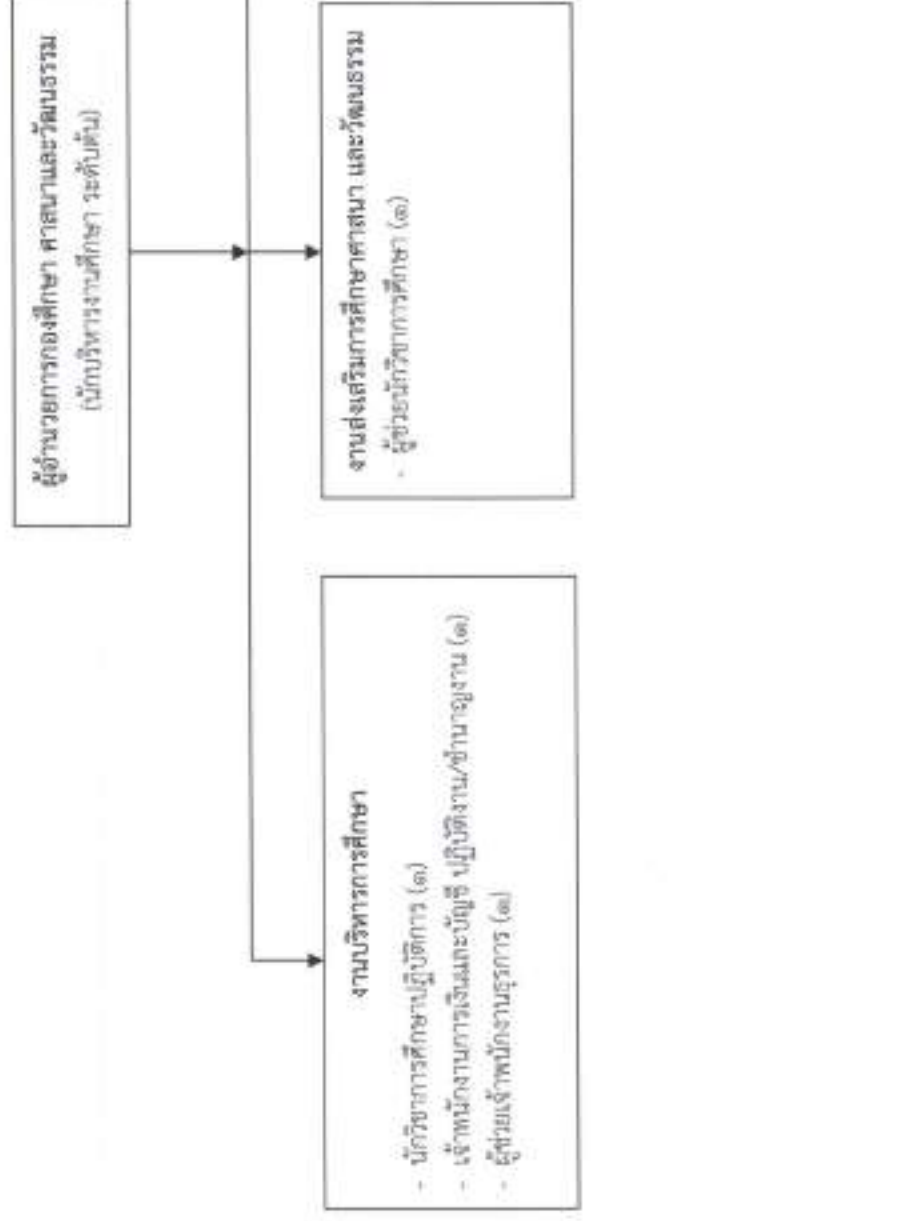 ผู้อำนวยการกองศึกษา ศาสนาและวัฒนธรรม
(นักบริหารงานศึกษา ระดับต้น)
งานบริหารการศึกษา
- นักวิชาการศึกษาปฏิบัติการ (๑)
- เจ้าพนักงานการเงินและบัญชี ปฏิบัติงาน/ชำนาญงาน (๑)
- ผู้ช่วยเจ้าพนักงานธุรการ (๑)
งานส่งเสริมการศึกษาศาสนา และวัฒนธรรม
- ผู้ช่วยนักวิชาการศึกษา (๑)